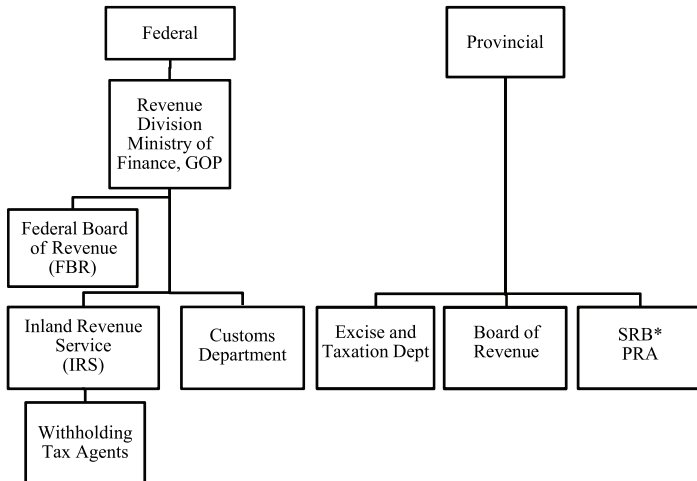 Federal
Provincial
Revenue
Division
Ministry of
Finance, GOP
Federal Board
of Revenue
(FBR)
Inland Revenue
Service
(IRS)
Customs
Department
Excise and
Taxation Dept
Board of
Revenue
SRB*
PRA
Withholding
Tax Agents